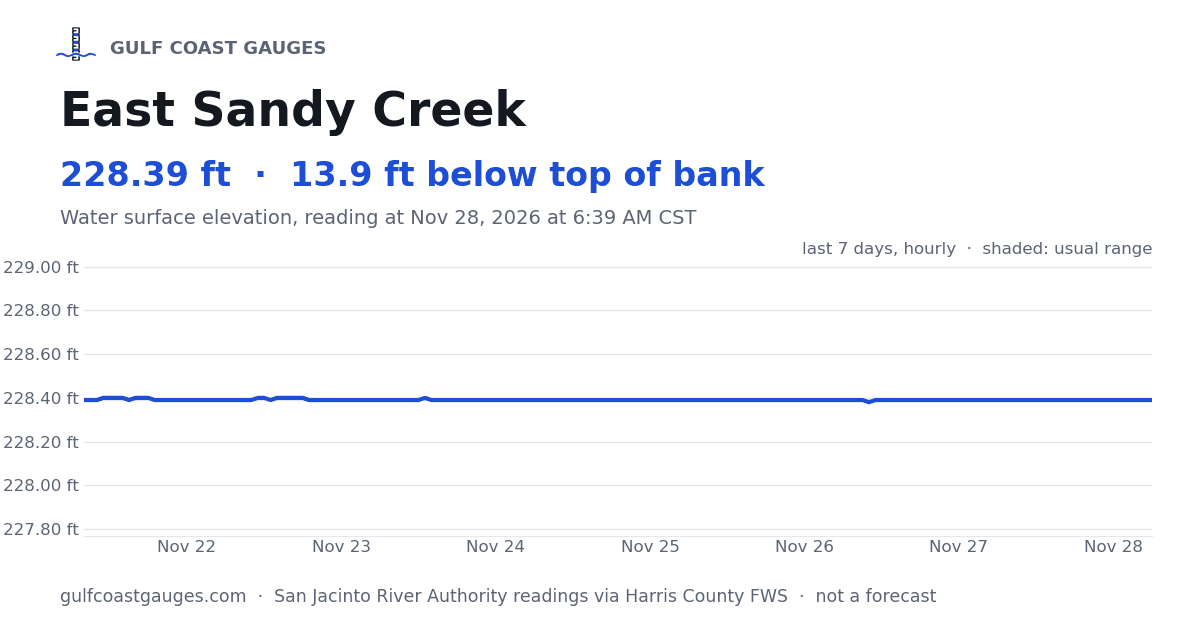 GULF COAST GAUGES
East Sandy Creek
228.39 ft · 13.9 ft below top of bank
Water surface elevation, reading at Nov 28, 2026 at 6:39 AM CST
last 7 days, hourly · shaded: usual range
229.00 ft
228.80 ft
228.60 ft
228.40 ft
228.20 ft
228.00 ft
227.80 ft
Nov 22 Nov 23 Nov 24 Nov 25 Nov 26 Nov 27 Nov 28
gulfcoastgauges.com · San Jacinto River Authority readings via Harris County FWS · not a forecast